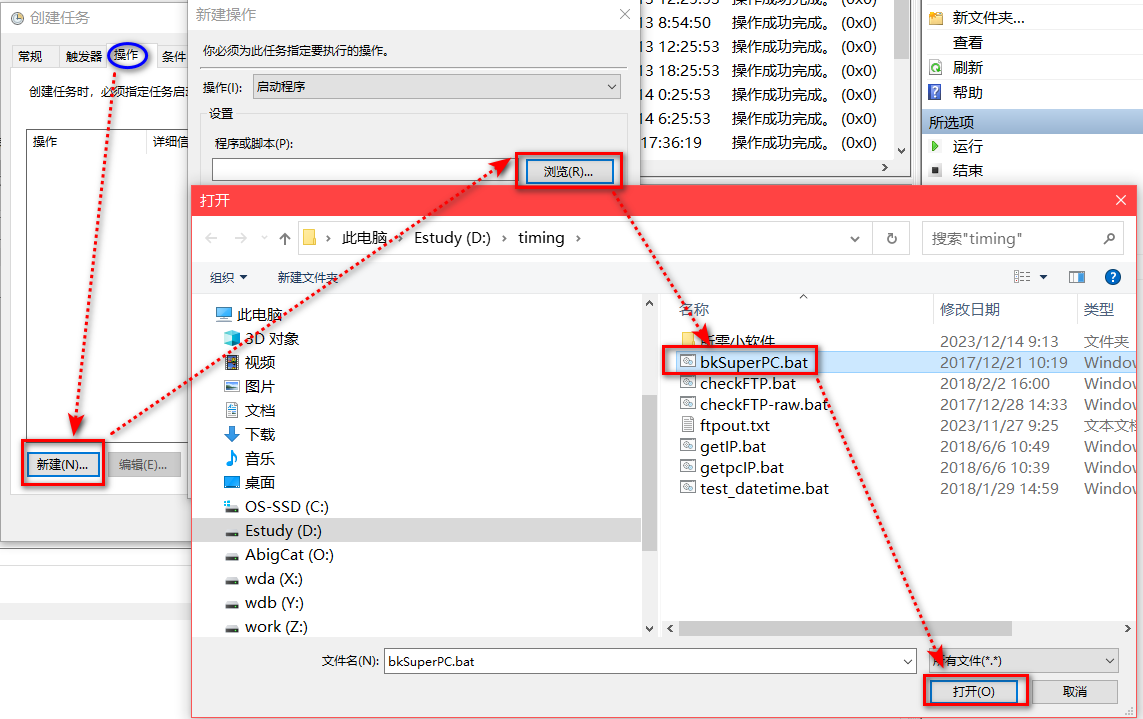 创建任务
常规
触发器
操作
条件
创建任务时，必须指定任务启
操作
详细信
新建(N)...
编辑(E)...
新建操作
你必须为此任务指定要执行的操作。
操作(I):
启动程序
设置
程序或脚本(P):
浏览(R)...
13 8:54:50 操作成功完成。 (0x0)
13 12:25:53 操作成功完成。 (0x0)
13 18:25:53 操作成功完成。 (0x0)
14 0:25:53 操作成功完成。 (0x0)
14 6:25:53 操作成功完成。 (0x0)
17:36:19 操作成功完成。 (0x0)
新文件夹...
查看
刷新
帮助
所选项
运行
结束
打开
此电脑 › Estudy (D:) › timing ›
搜索"timing"
组织
新建文件夹
此电脑
3D 对象
视频
图片
文档
下载
音乐
桌面
OS-SSD (C:)
Estudy (D:)
AbigCat (O:)
wda (X:)
wdb (Y:)
work (Z:)
名称 修改日期 类型
所需小软件 2023/12/14 9:13 文件夹
bkSuperPC.bat 2017/12/21 10:19 Window
checkFTP.bat 2018/2/2 16:00 Window
checkFTP-raw.bat 2017/12/28 14:33 Window
ftpout.txt 2023/11/27 9:25 文本文档
getIP.bat 2018/6/6 10:49 Window
getpcIP.bat 2018/6/6 10:39 Window
test_datetime.bat 2018/1/29 14:59 Window
文件名(N):
bkSuperPC.bat
所有文件(*.*)
打开(O)
取消